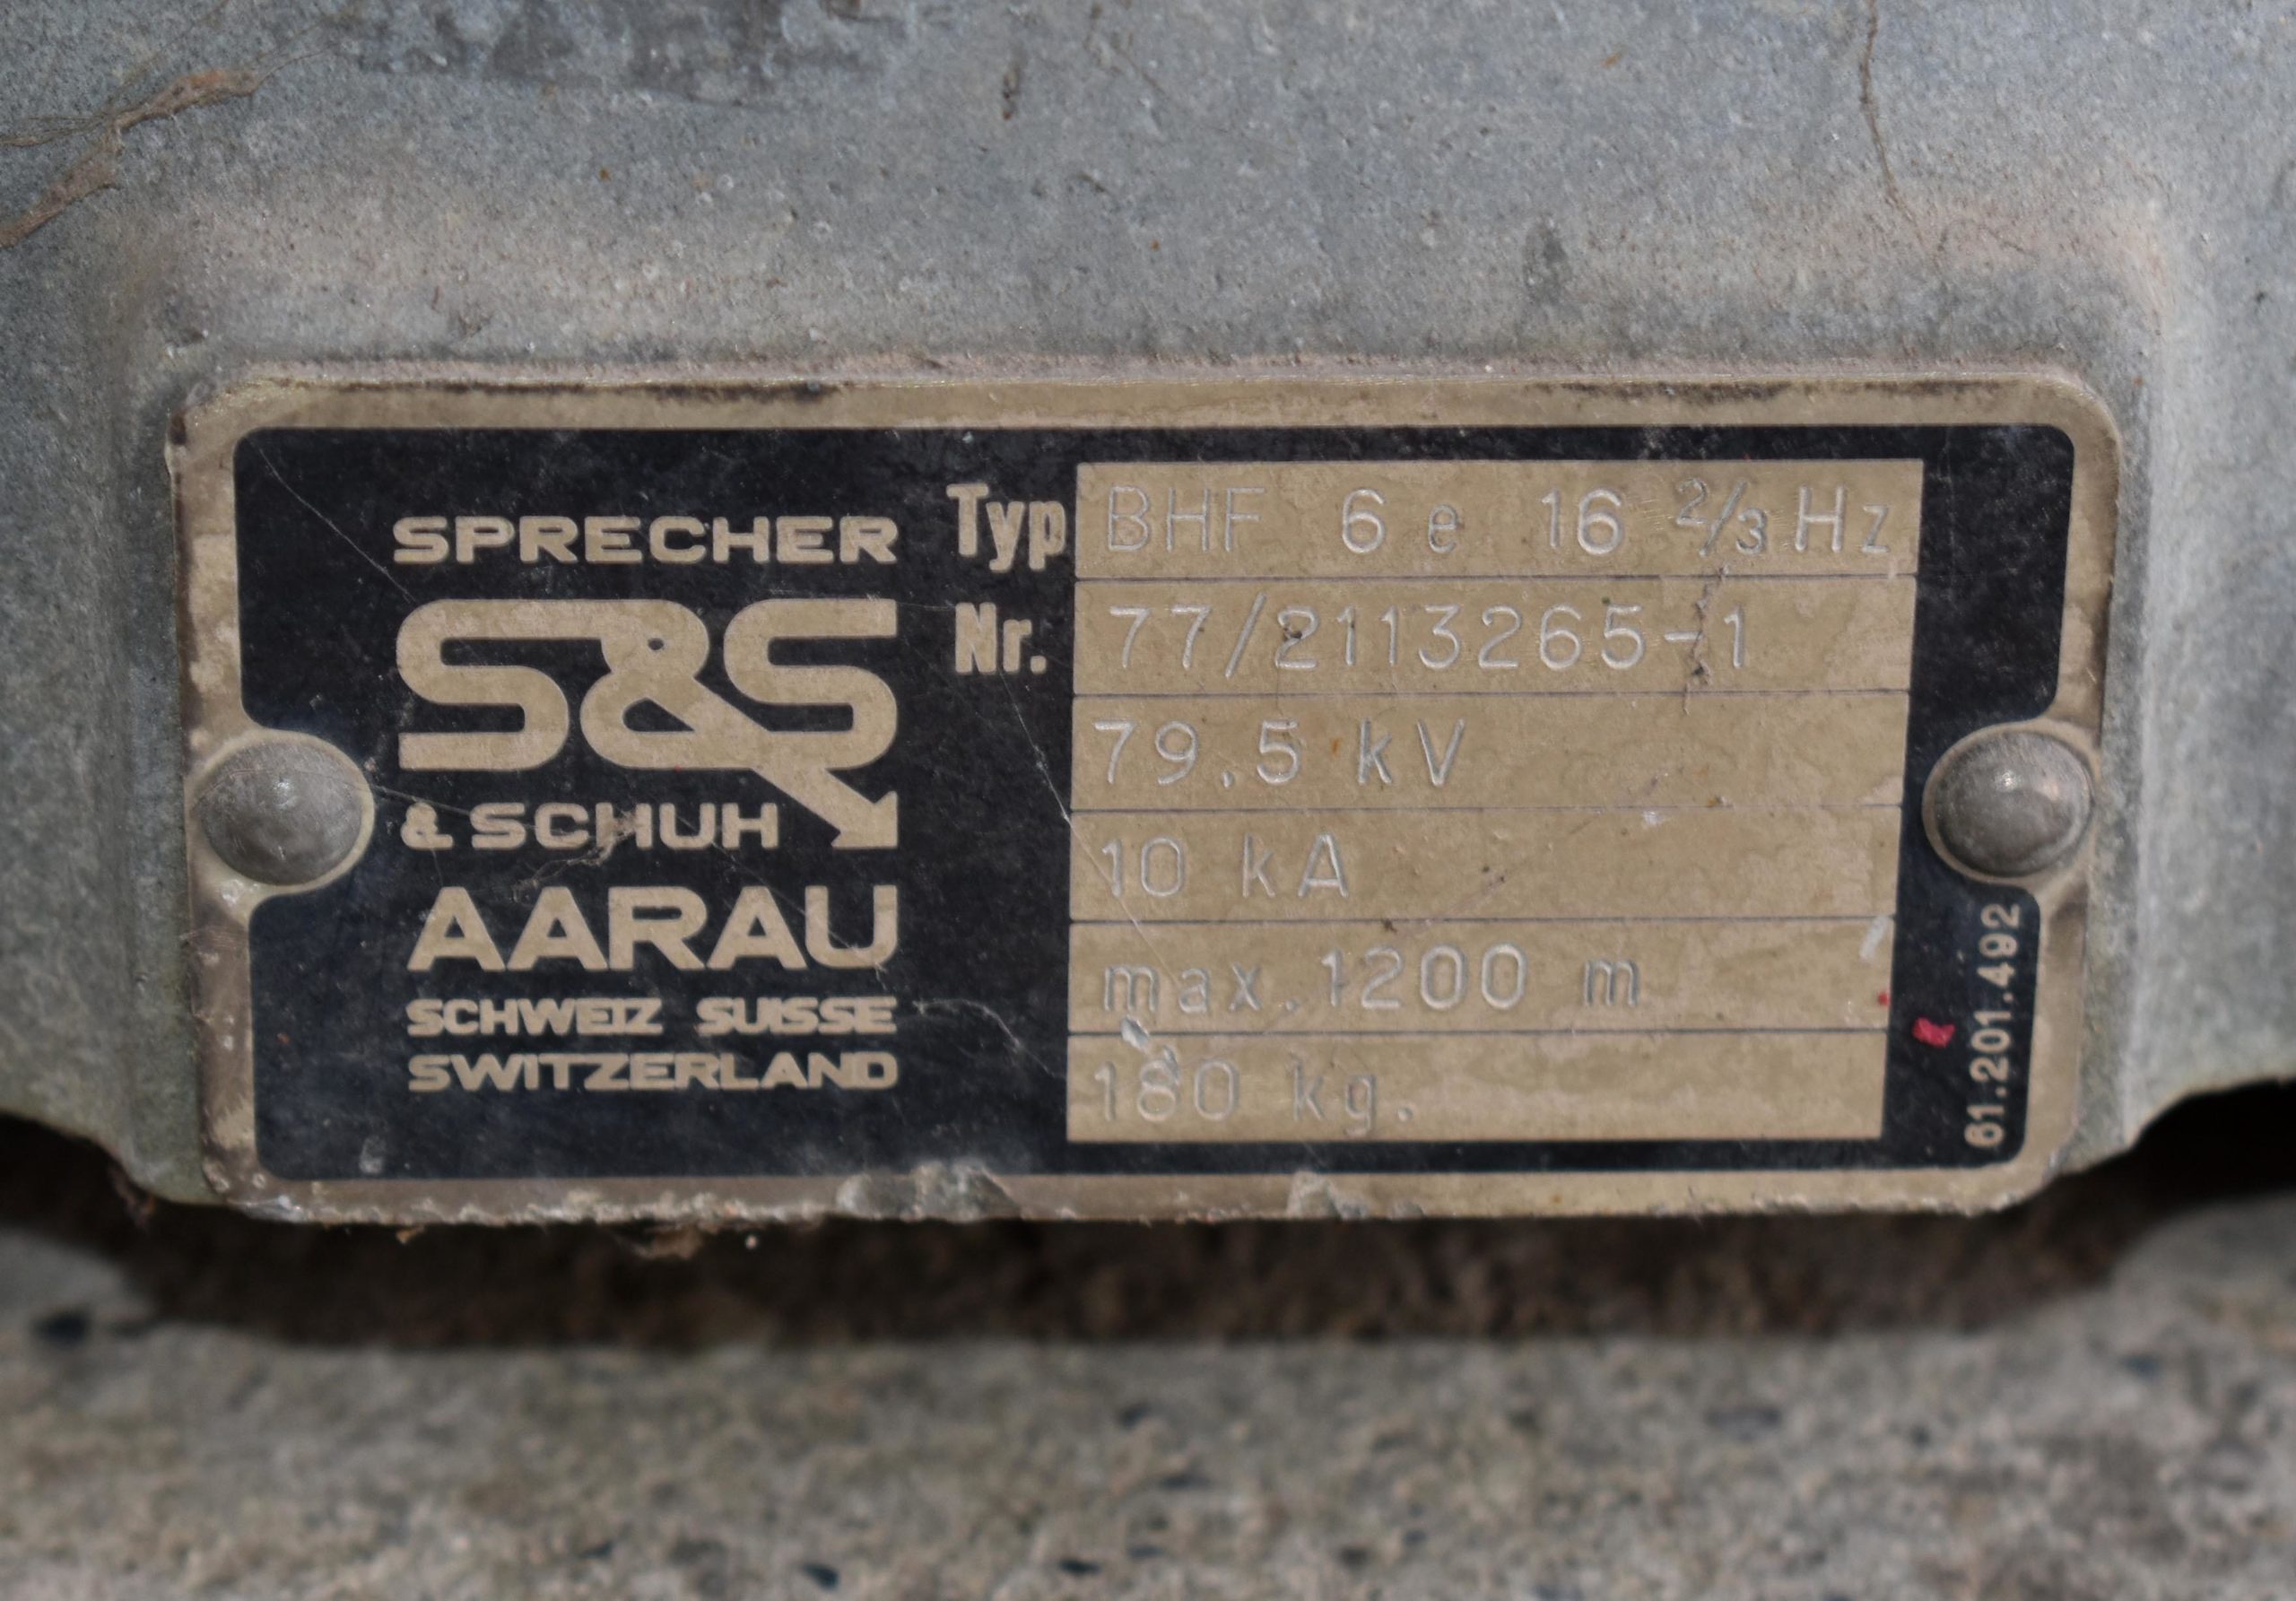 SPRECHER
S&S
& SCHUH
AARAU
SCHWEIZ SUISSE
SWITZERLAND
Typ BHF 6 e 16 2/3 Hz
Nr. 77/2113265-1
79.5 kV
10 kA
max. 1200 m
180 kg.
61.201.492